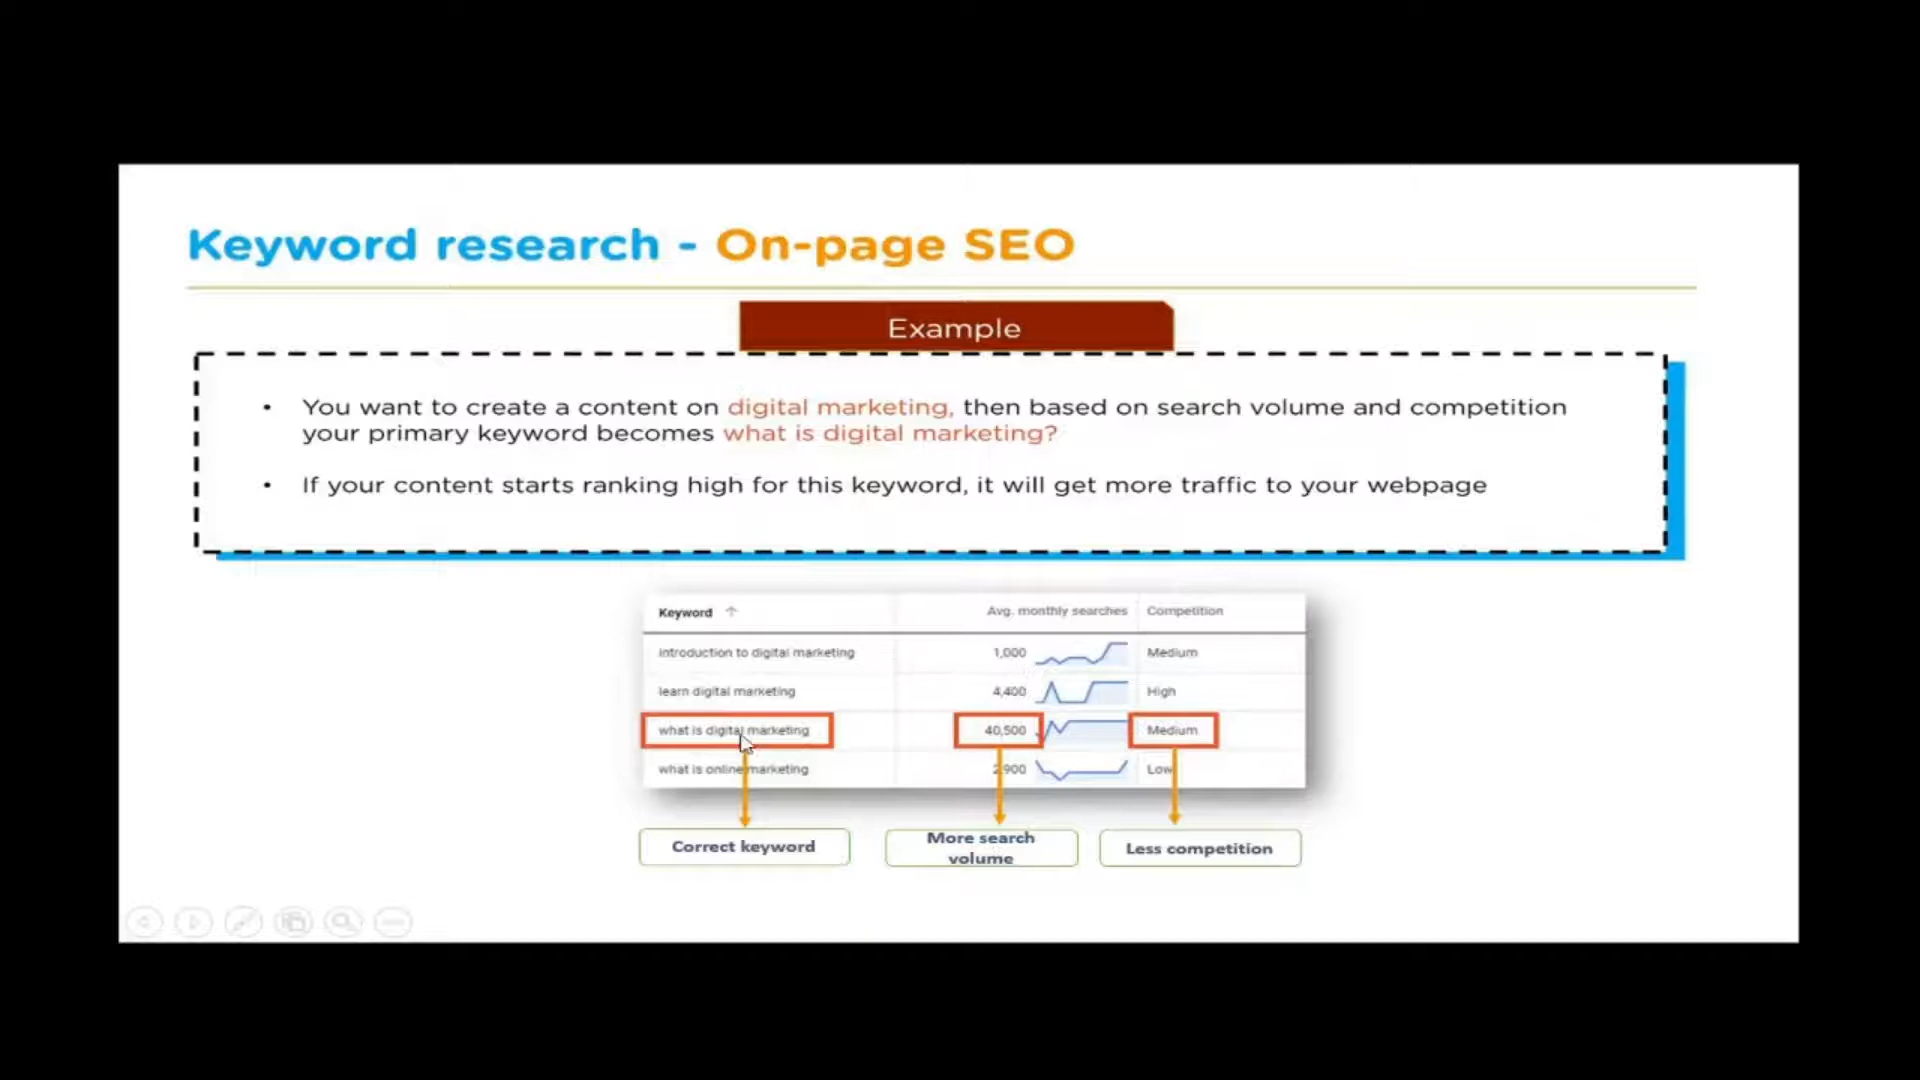 Keyword research - On-page SEO
Example
• You want to create a content on digital marketing, then based on search volume and competition
your primary keyword becomes what is digital marketing?
• If your content starts ranking high for this keyword, it will get more traffic to your webpage
Keyword ↑ Avg. monthly searches Competition
introduction to digital marketing 1,000 Medium
learn digital marketing 4,400 High
what is digital marketing 40,500 Medium
what is online marketing 2,900 Low
Correct keyword
More search
volume
Less competition